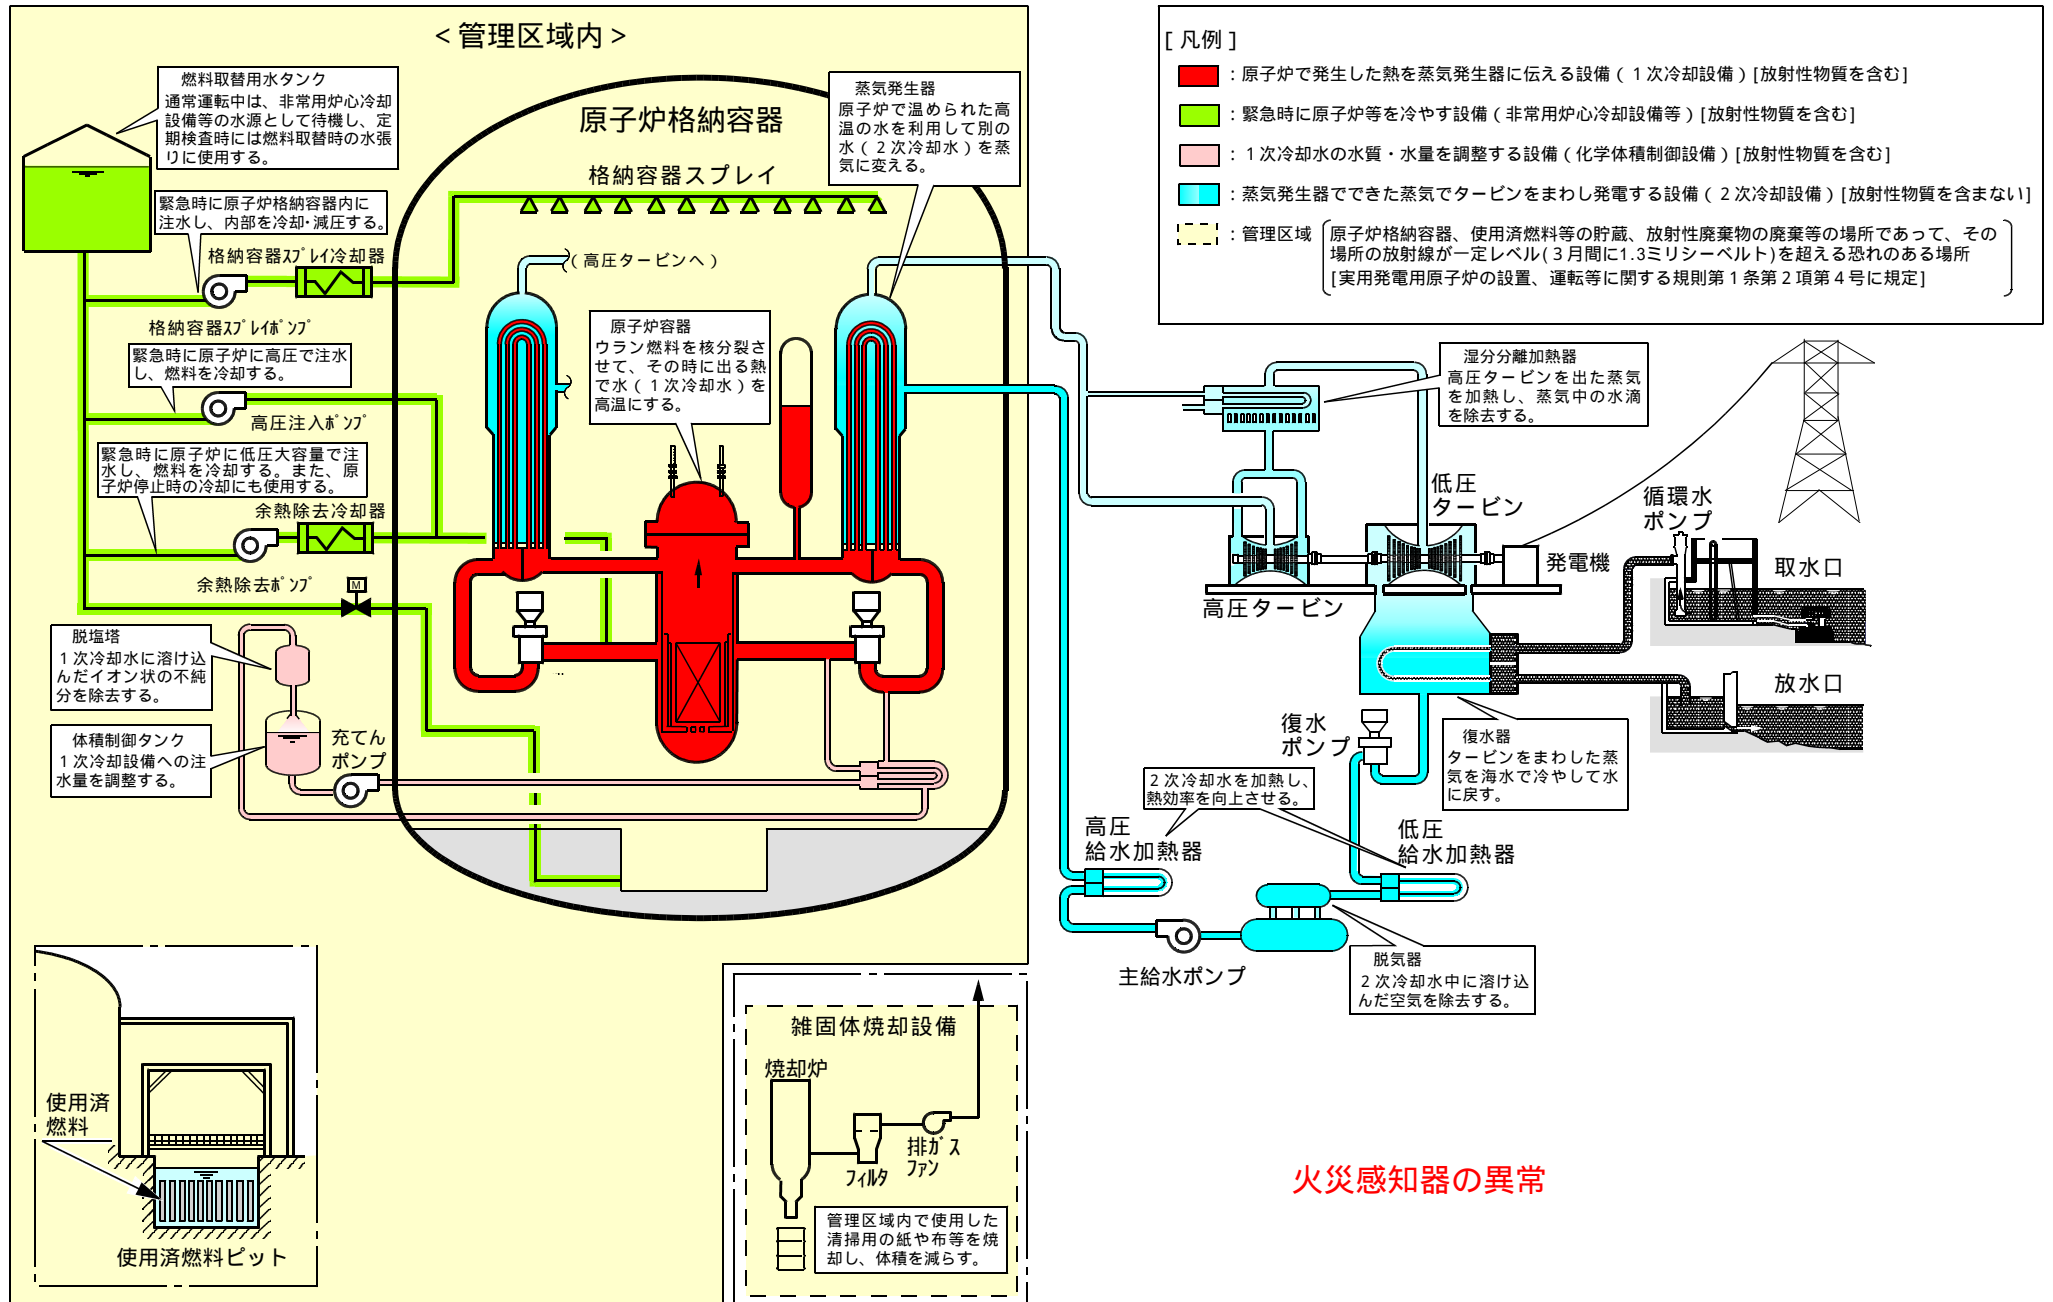 <管理区域内>
燃料取替用水タンク
通常運転中は、非常用炉心冷却
設備等の水源として待機し、定
期検査時には燃料取替時の水張
りに使用する。
緊急時に原子炉格納容器内に
注水し、内部を冷却・減圧する。
格納容器ｽﾌﾟﾚｲ冷却器
格納容器ｽﾌﾟﾚｲﾎﾟﾝﾌﾟ
緊急時に原子炉に高圧で注水
し、燃料を冷却する。
高圧注入ﾎﾟﾝﾌﾟ
緊急時に原子炉に低圧大容量で注
水し、燃料を冷却する。また、原
子炉停止時の冷却にも使用する。
余熱除去冷却器
余熱除去ﾎﾟﾝﾌﾟ
M
脱塩塔
１次冷却水に溶け込
んだイオン状の不純
分を除去する。
体積制御タンク
１次冷却設備への注
水量を調整する。
充てん
ポンプ
原子炉格納容器
格納容器スプレイ
蒸気発生器
原子炉で温められた高
温の水を利用して別の
水（２次冷却水）を蒸
気に変える。
（高圧タービンへ）
原子炉容器
ウラン燃料を核分裂さ
せて、その時に出る熱
で水（１次冷却水）を
高温にする。
[凡例]
：原子炉で発生した熱を蒸気発生器に伝える設備（１次冷却設備）[放射性物質を含む]
：緊急時に原子炉等を冷やす設備（非常用炉心冷却設備等）[放射性物質を含む]
：１次冷却水の水質・水量を調整する設備（化学体積制御設備）[放射性物質を含む]
：蒸気発生器でできた蒸気でタービンをまわし発電する設備（２次冷却設備）[放射性物質を含まない]
：管理区域
原子炉格納容器、使用済燃料等の貯蔵、放射性廃棄物の廃棄等の場所であって、その
場所の放射線が一定レベル(３月間に1.3ミリシーベルト)を超える恐れのある場所
[実用発電用原子炉の設置、運転等に関する規則第１条第２項第４号に規定]
湿分分離加熱器
高圧タービンを出た蒸気
を加熱し、蒸気中の水滴
を除去する。
低圧
タービン
高圧タービン
発電機
循環水
ポンプ
取水口
放水口
復水
ポンプ
復水器
タービンをまわした蒸
気を海水で冷やして水
に戻す。
２次冷却水を加熱し、
熱効率を向上させる。
高圧
給水加熱器
低圧
給水加熱器
主給水ポンプ
脱気器
２次冷却水中に溶け込
んだ空気を除去する。
使用済
燃料
使用済燃料ピット
雑固体焼却設備
焼却炉
フィルタ
排ｶﾞｽ
ファン
管理区域内で使用した
清掃用の紙や布等を焼
却し、体積を減らす。
火災感知器の異常